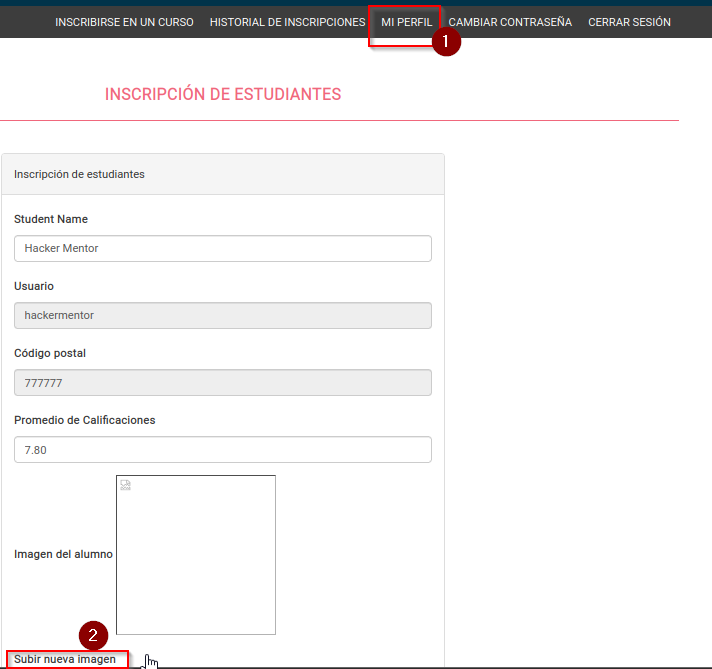 INSCRIBIRSE EN UN CURSO HISTORIAL DE INSCRIPCIONES MI PERFIL CAMBIAR CONTRASEÑA CERRAR SESIÓN
1
INSCRIPCIÓN DE ESTUDIANTES
Inscripción de estudiantes
Student Name
Hacker Mentor
Usuario
hackermentor
Código postal
777777
Promedio de Calificaciones
7.80
Imagen del alumno
2
Subir nueva imagen